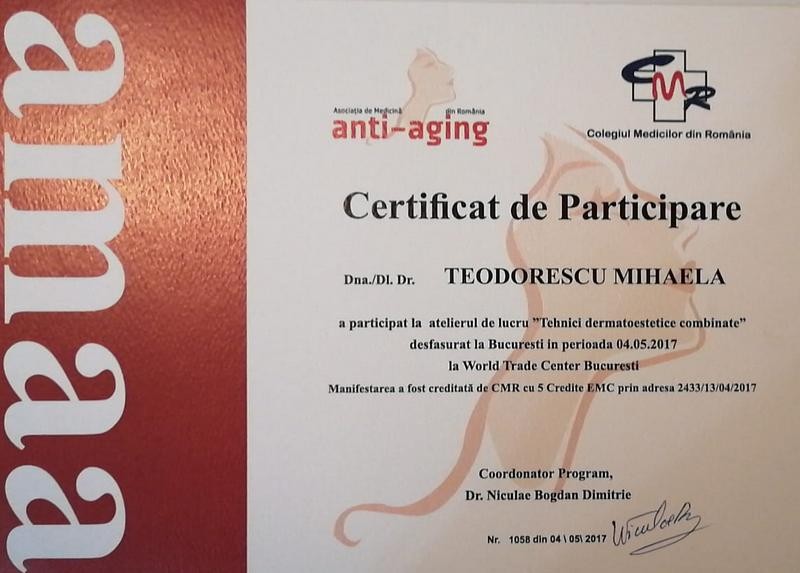 amaa
Asociația de Medicină din România
anti-aging
CMR
Colegiul Medicilor din România
Certificat de Participare
Dna./Dl. Dr. TEODORESCU MIHAELA
a participat la atelierul de lucru ”Tehnici dermatoestetice combinate”
desfasurat la Bucuresti in perioada 04.05.2017
la World Trade Center Bucuresti
Manifestarea a fost creditată de CMR cu 5 Credite EMC prin adresa 2433/13/04/2017
Coordonator Program,
Dr. Niculae Bogdan Dimitrie
Nr. 1058 din 04 \ 05\ 2017